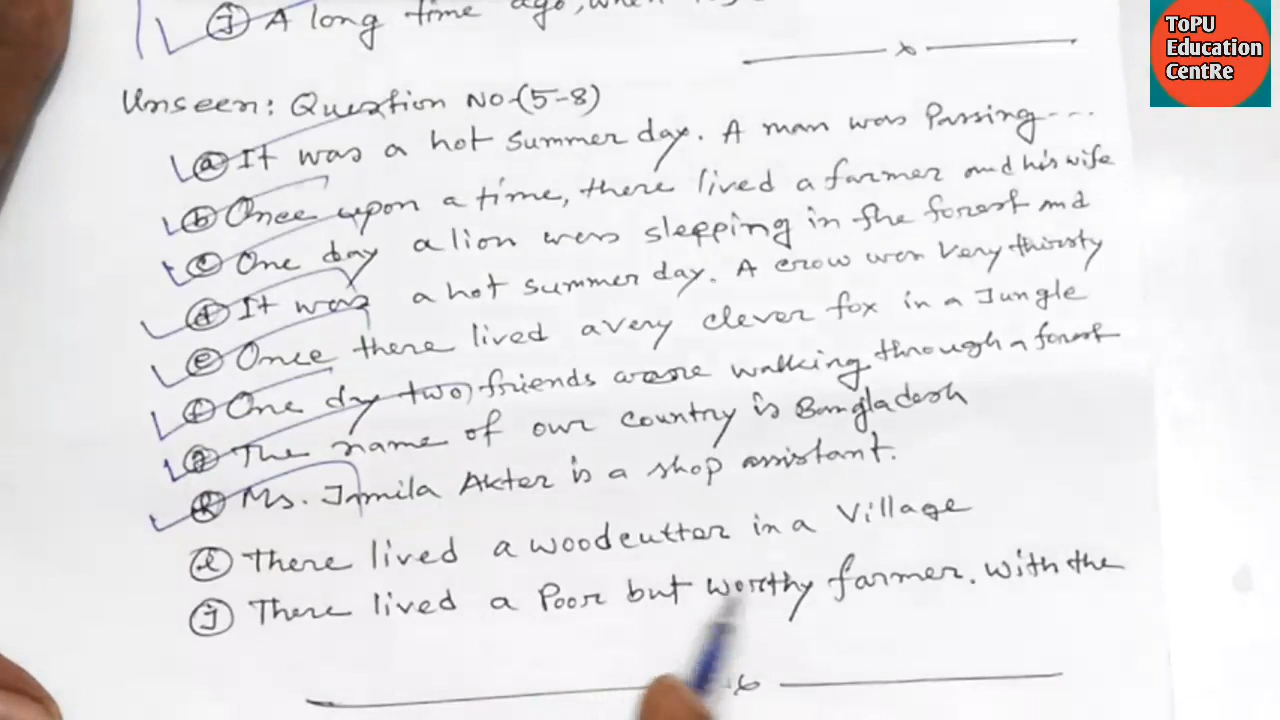 (J) A long time ago, when
ToPU
Education
CentRe
Unseen: Question No-(5-8)
(a) It was a hot summer day. A man was Passing....
(b) Once upon a time, there lived a farmer and his wife
(c) One day a lion was sleeping in the forest and
(d) It was a hot summer day. A crow was very thirsty
(e) Once there lived a very clever fox in a Jungle
(f) One day two friends were walking through a forest
(g) The name of our country is Bangladesh
(h) Ms. Jamila Akter is a shop assistant.
(i) There lived a woodcutter in a Village
(J) There lived a Poor but worthy farmer. with the